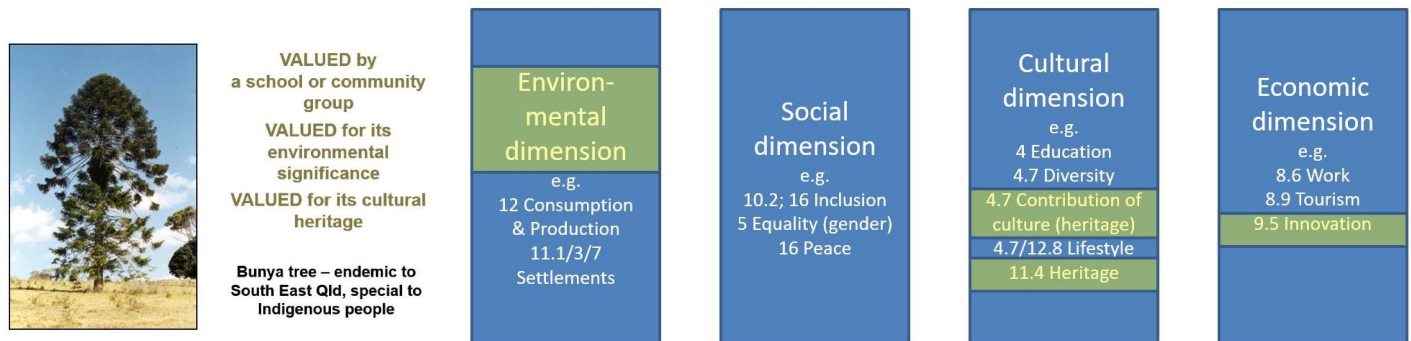 VALUED by
a school or community
group
VALUED for its
environmental
significance
VALUED for its cultural
heritage
Bunya tree – endemic to
South East Qld, special to
Indigenous people
Environ-
mental
dimension
e.g.
12 Consumption
& Production
11.1/3/7
Settlements
Social
dimension
e.g.
10.2; 16 Inclusion
5 Equality (gender)
16 Peace
Cultural
dimension
e.g.
4 Education
4.7 Diversity
4.7 Contribution of
culture (heritage)
4.7/12.8 Lifestyle
11.4 Heritage
Economic
dimension
e.g.
8.6 Work
8.9 Tourism
9.5 Innovation